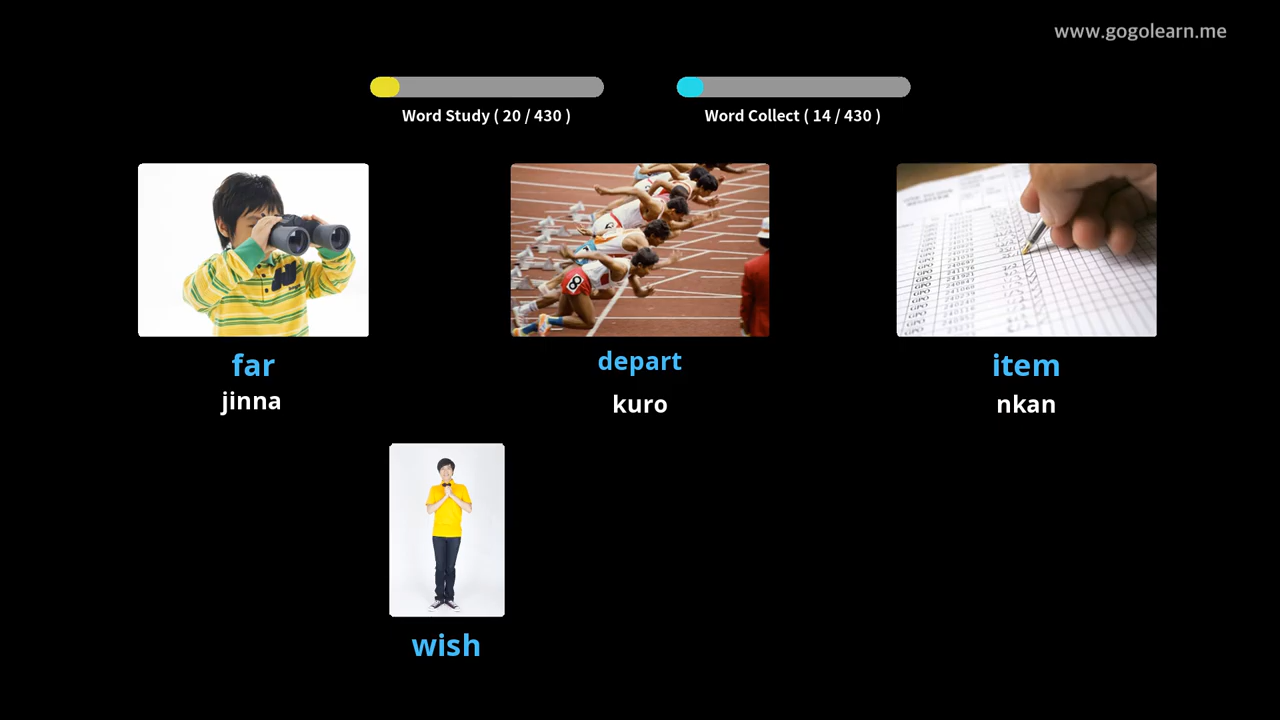 www.gogolearn.me
Word Study ( 20 / 430 )
Word Collect ( 14 / 430 )
far
jinna
depart
kuro
item
nkan
wish